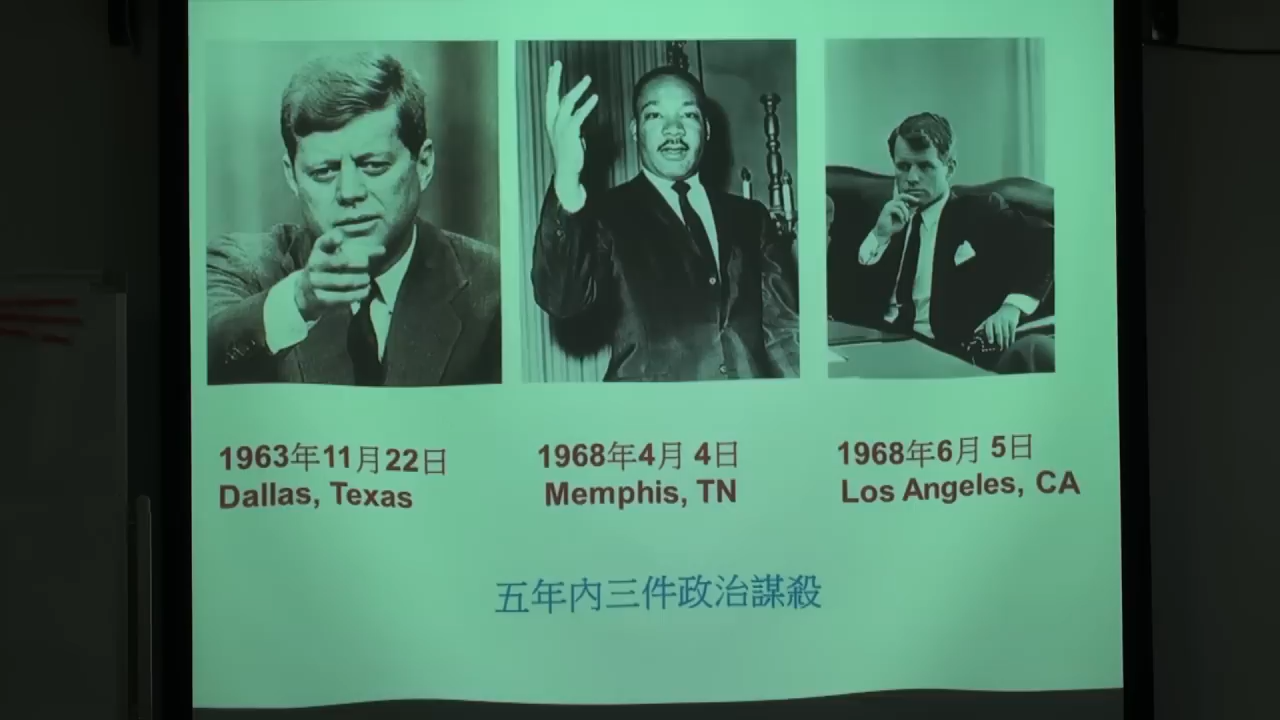 1963年11月22日
Dallas, Texas
1968年4月 4日
Memphis, TN
1968年6月 5日
Los Angeles, CA
五年內三件政治謀殺